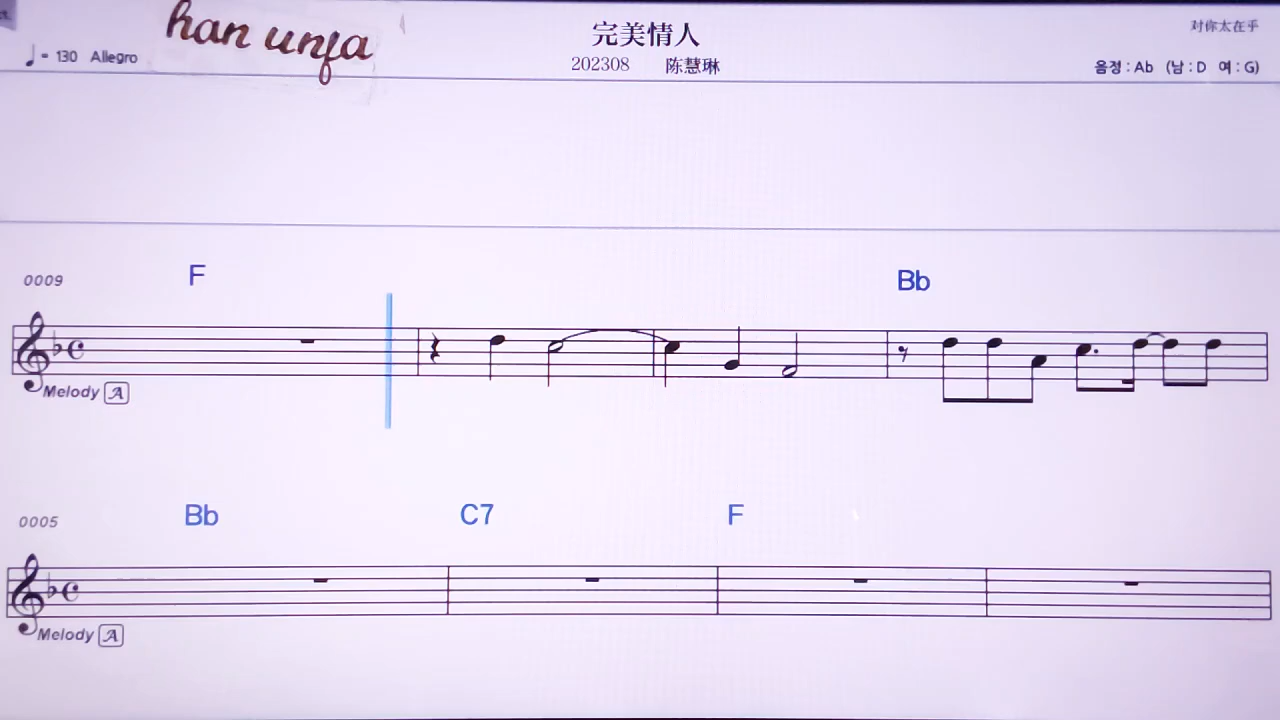 han unfa
♩= 130 Allegro
完美情人
202308 陈慧琳
对你太在乎
음정 : Ab (남 : D 여 : G)
0009
F
Bb
Melody A
0005
Bb C7 F
Melody A